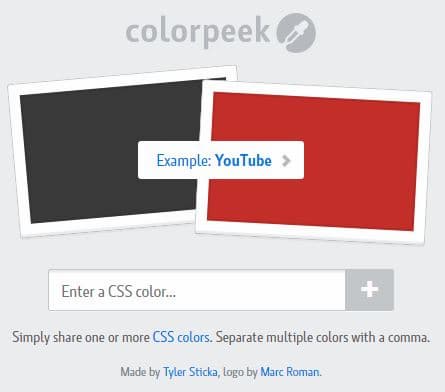 colorpeek
Example: YouTube
Enter a CSS color...
Simply share one or more CSS colors. Separate multiple colors with a comma.
Made by Tyler Sticka, logo by Marc Roman.